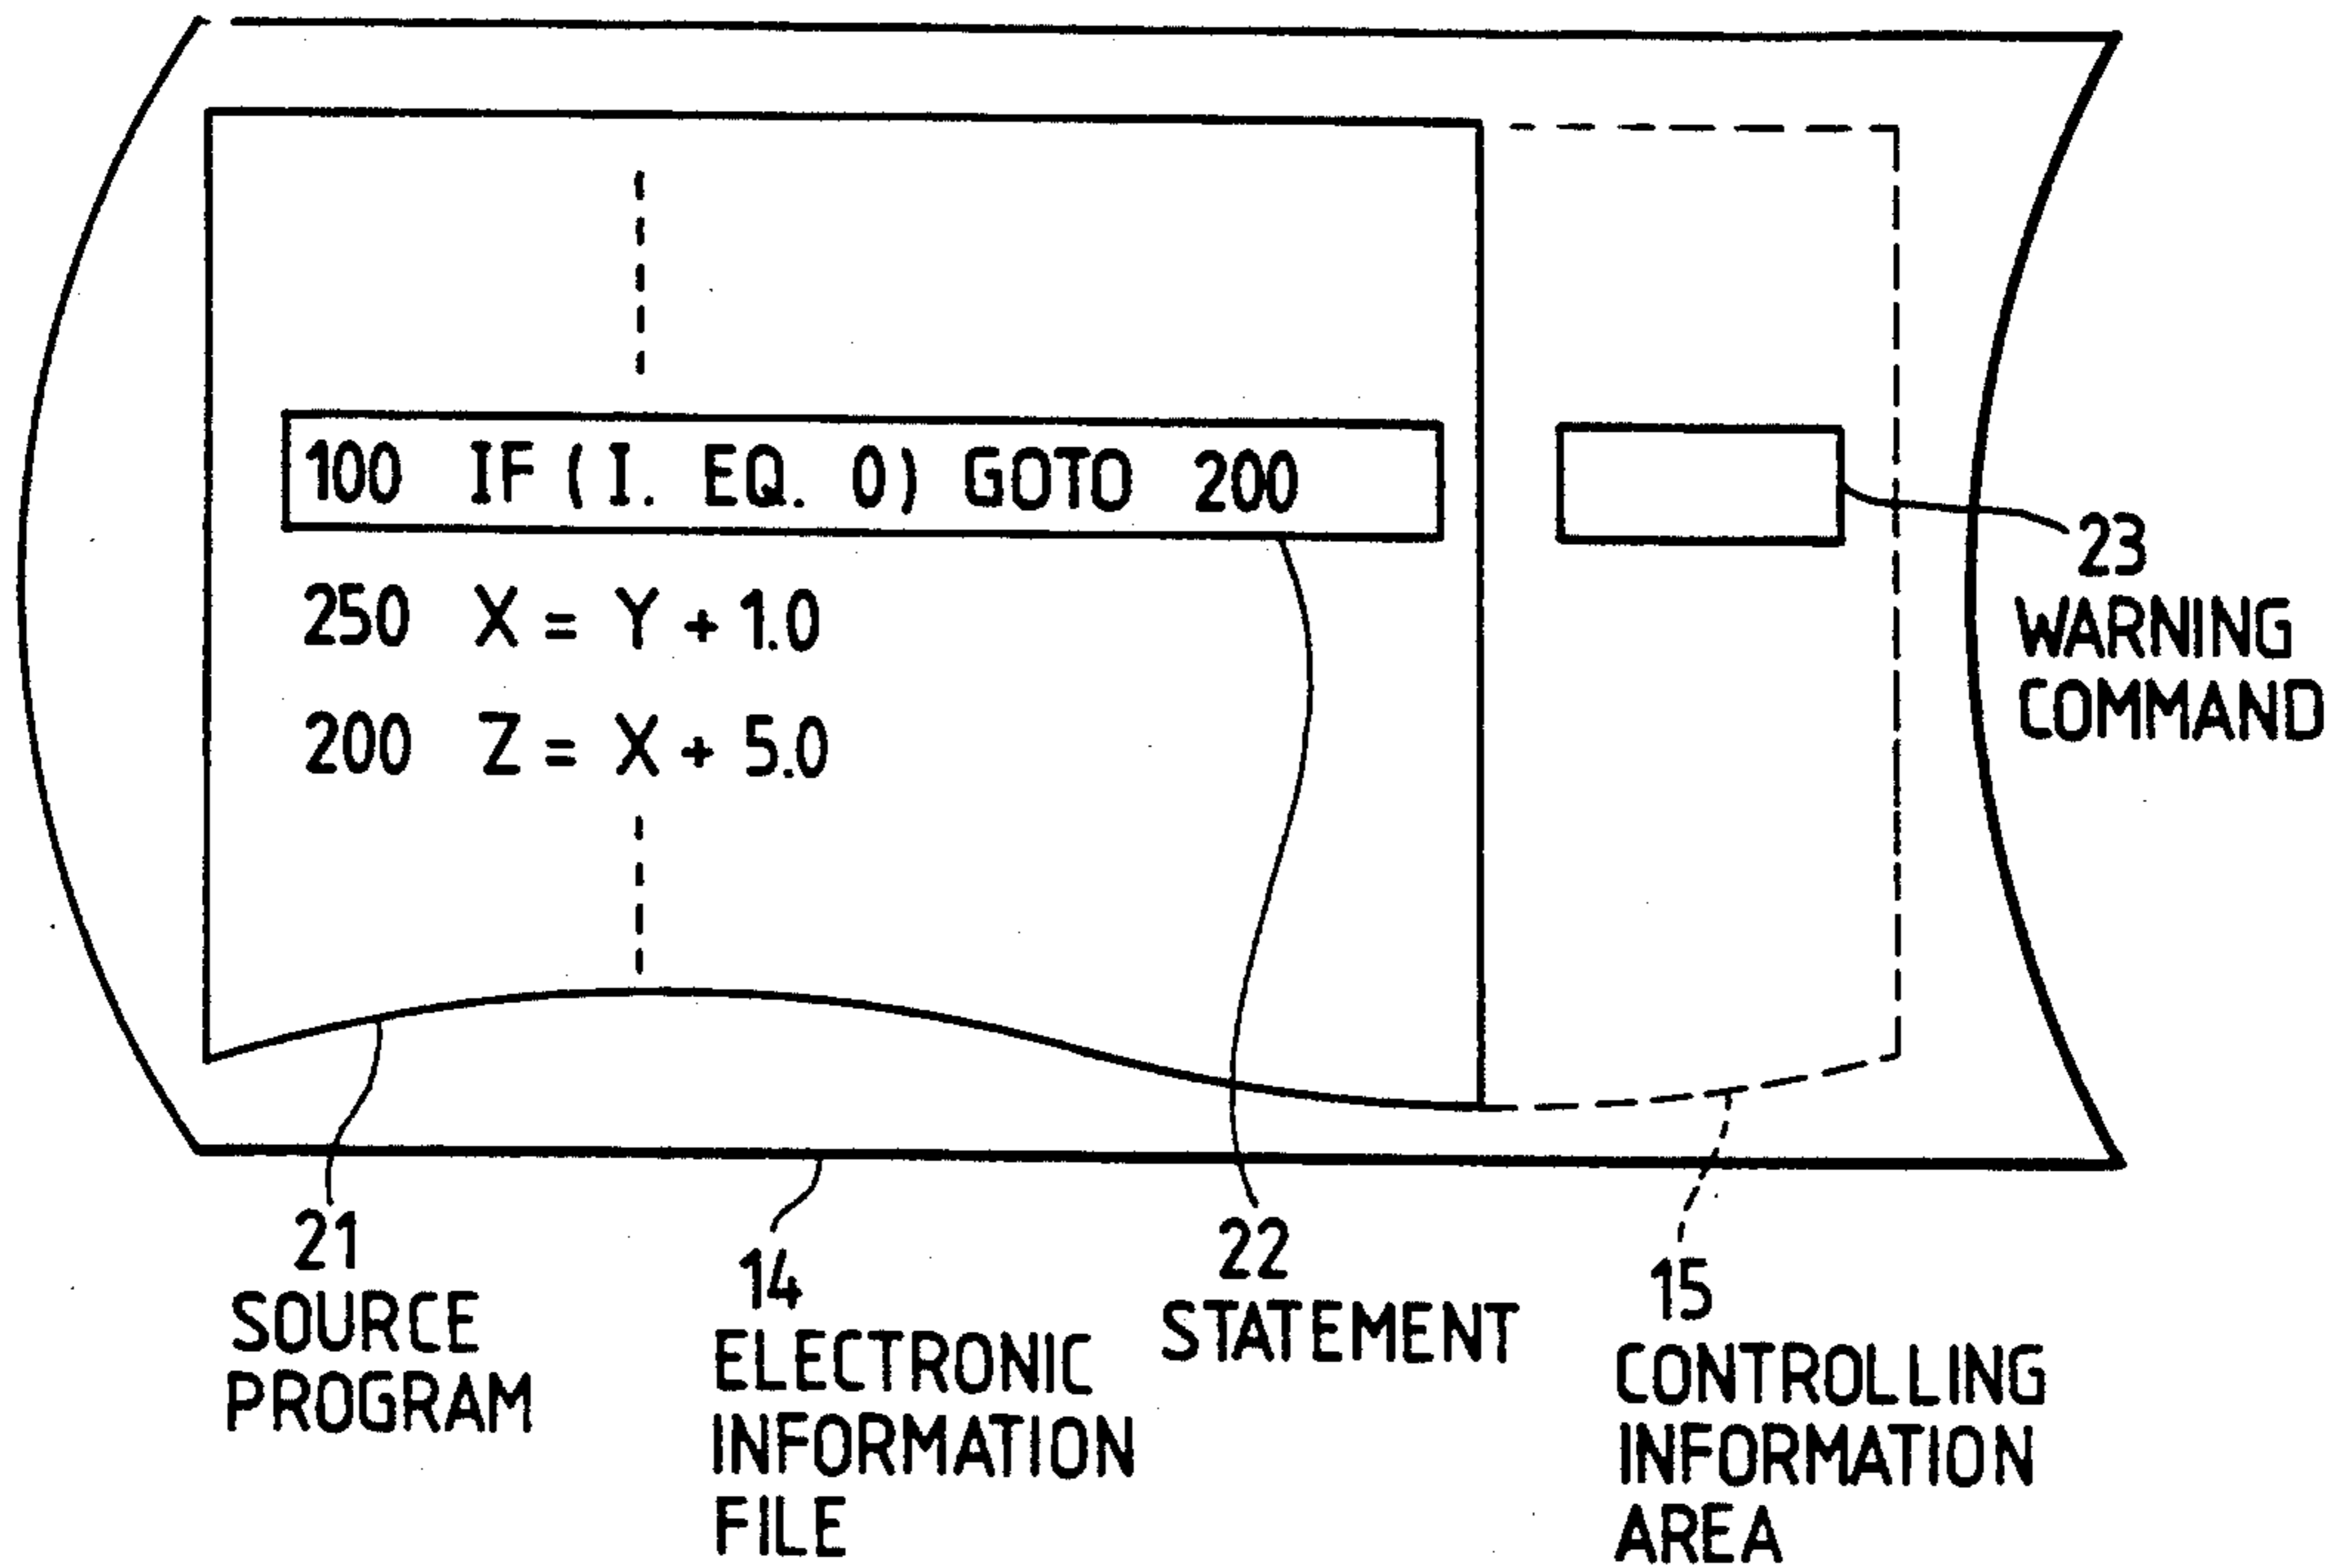 100 IF (I. EQ. 0) GOTO 200
250 X = Y + 1.0
200 Z = X + 5.0
23
WARNING
COMMAND
21
SOURCE
PROGRAM
14
ELECTRONIC
INFORMATION
FILE
22
STATEMENT
15
CONTROLLING
INFORMATION
AREA